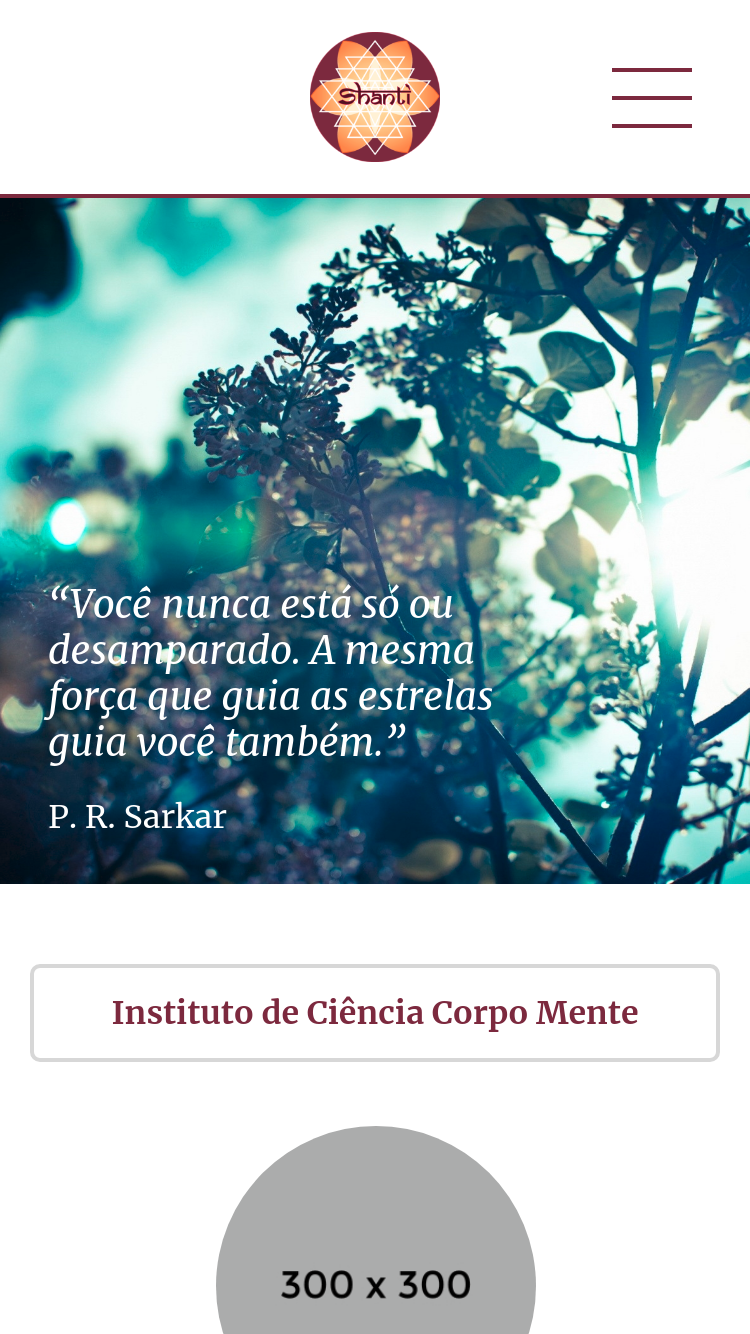 Shanti
“Você nunca está só ou
desamparado. A mesma
força que guia as estrelas
guia você também.”
P. R. Sarkar
Instituto de Ciência Corpo Mente
300 x 300